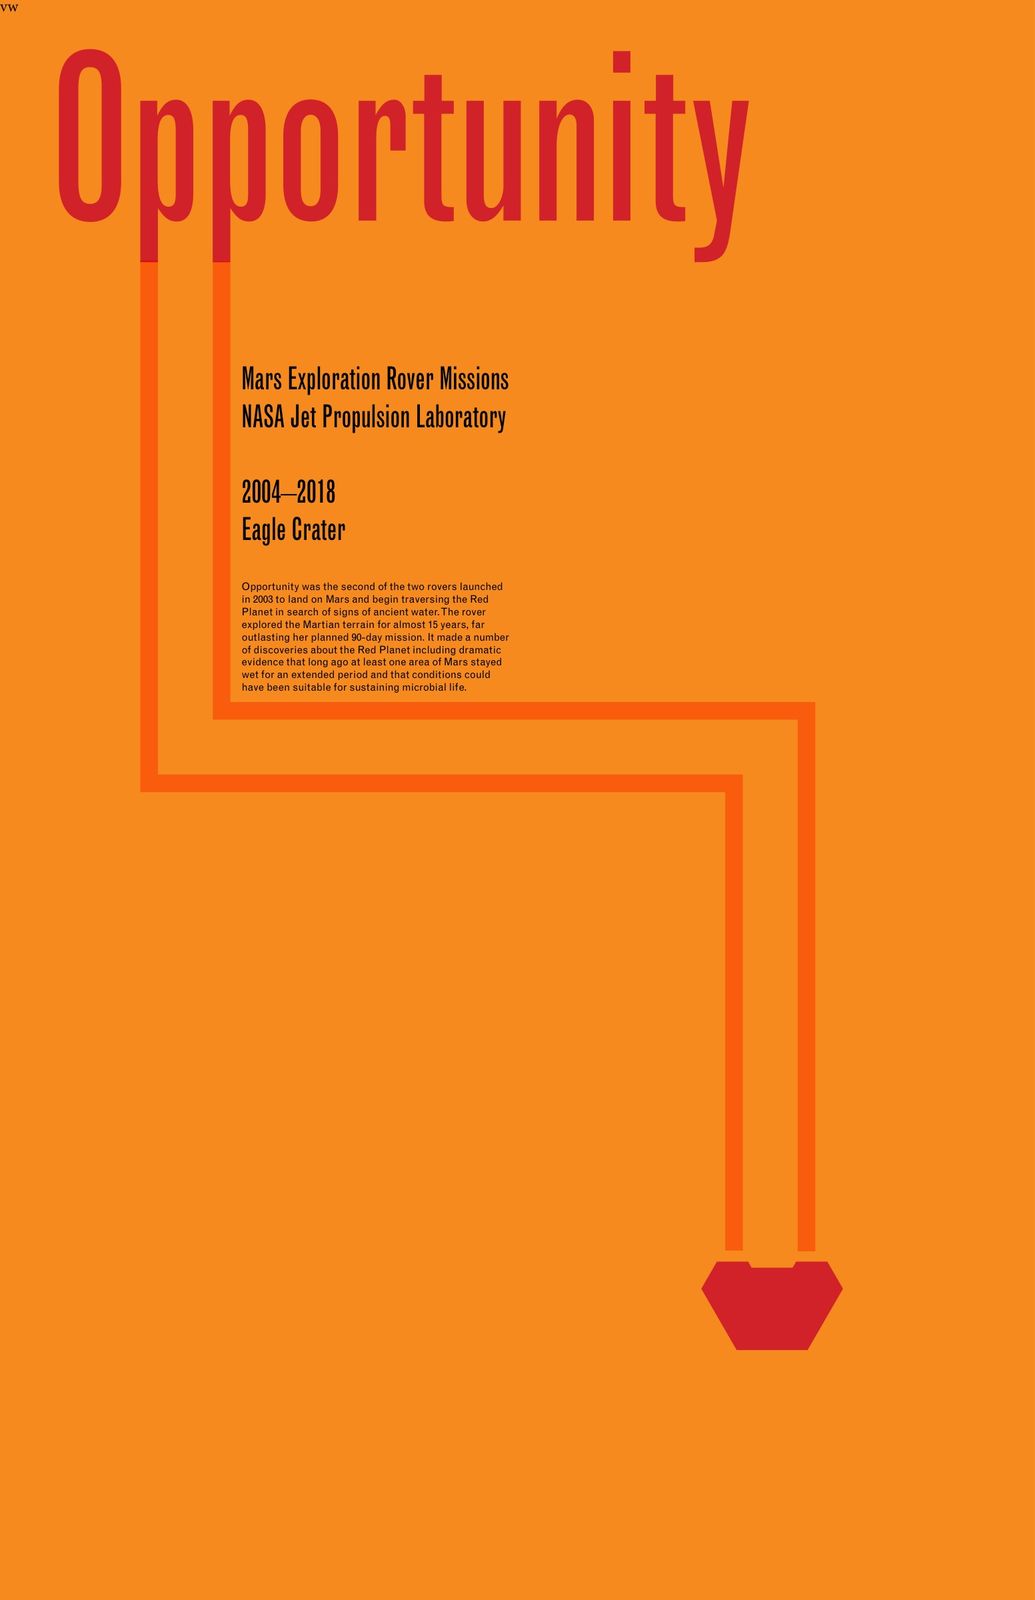 vw
Opportunity
Mars Exploration Rover Missions
NASA Jet Propulsion Laboratory
2004–2018
Eagle Crater
Opportunity was the second of the two rovers launched
in 2003 to land on Mars and begin traversing the Red
Planet in search of signs of ancient water. The rover
explored the Martian terrain for almost 15 years, far
outlasting her planned 90-day mission. It made a number
of discoveries about the Red Planet including dramatic
evidence that long ago at least one area of Mars stayed
wet for an extended period and that conditions could
have been suitable for sustaining microbial life.